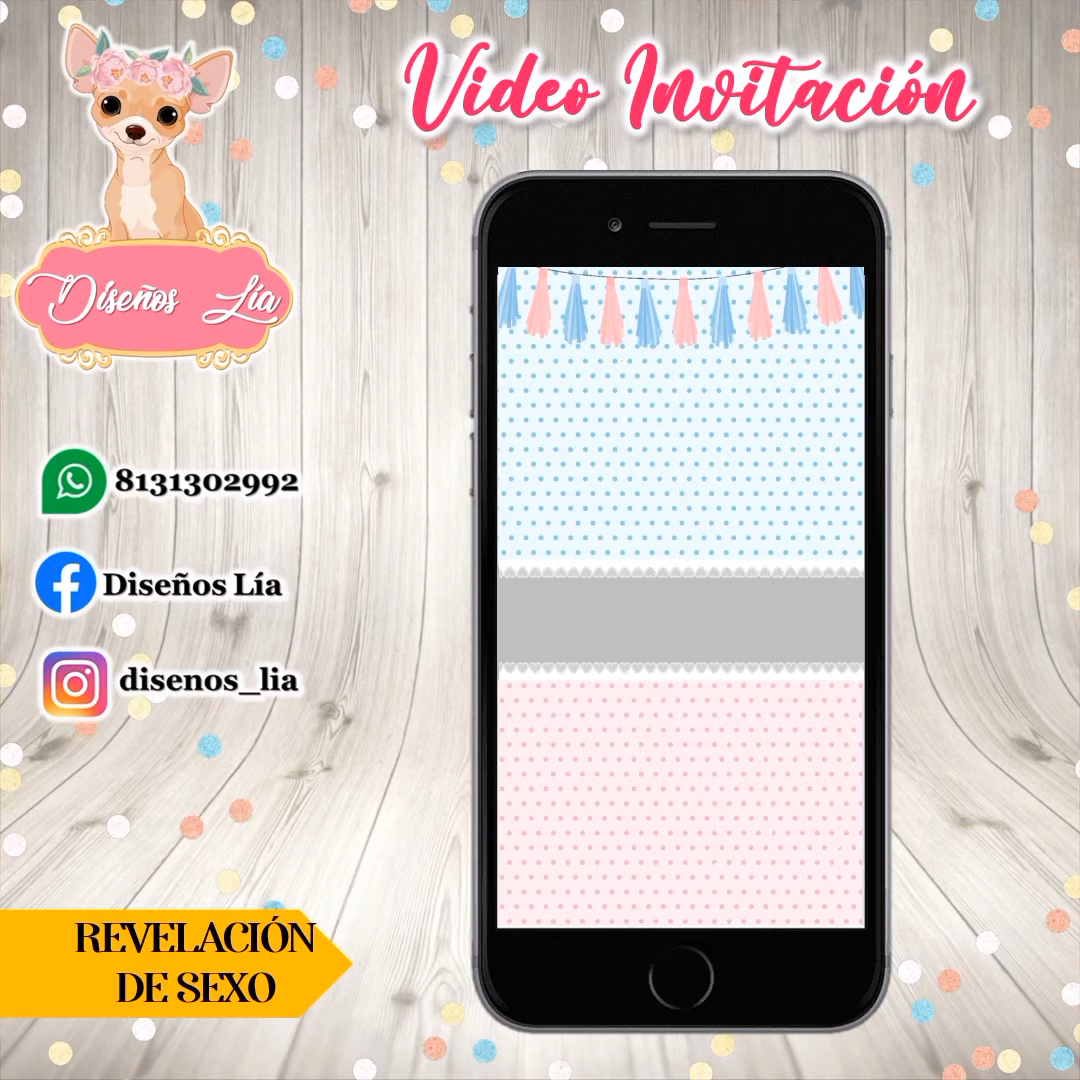 Video Invitación
Diseños Lía
8131302992
Diseños Lía
disenos_lia
REVELACIÓN
DE SEXO